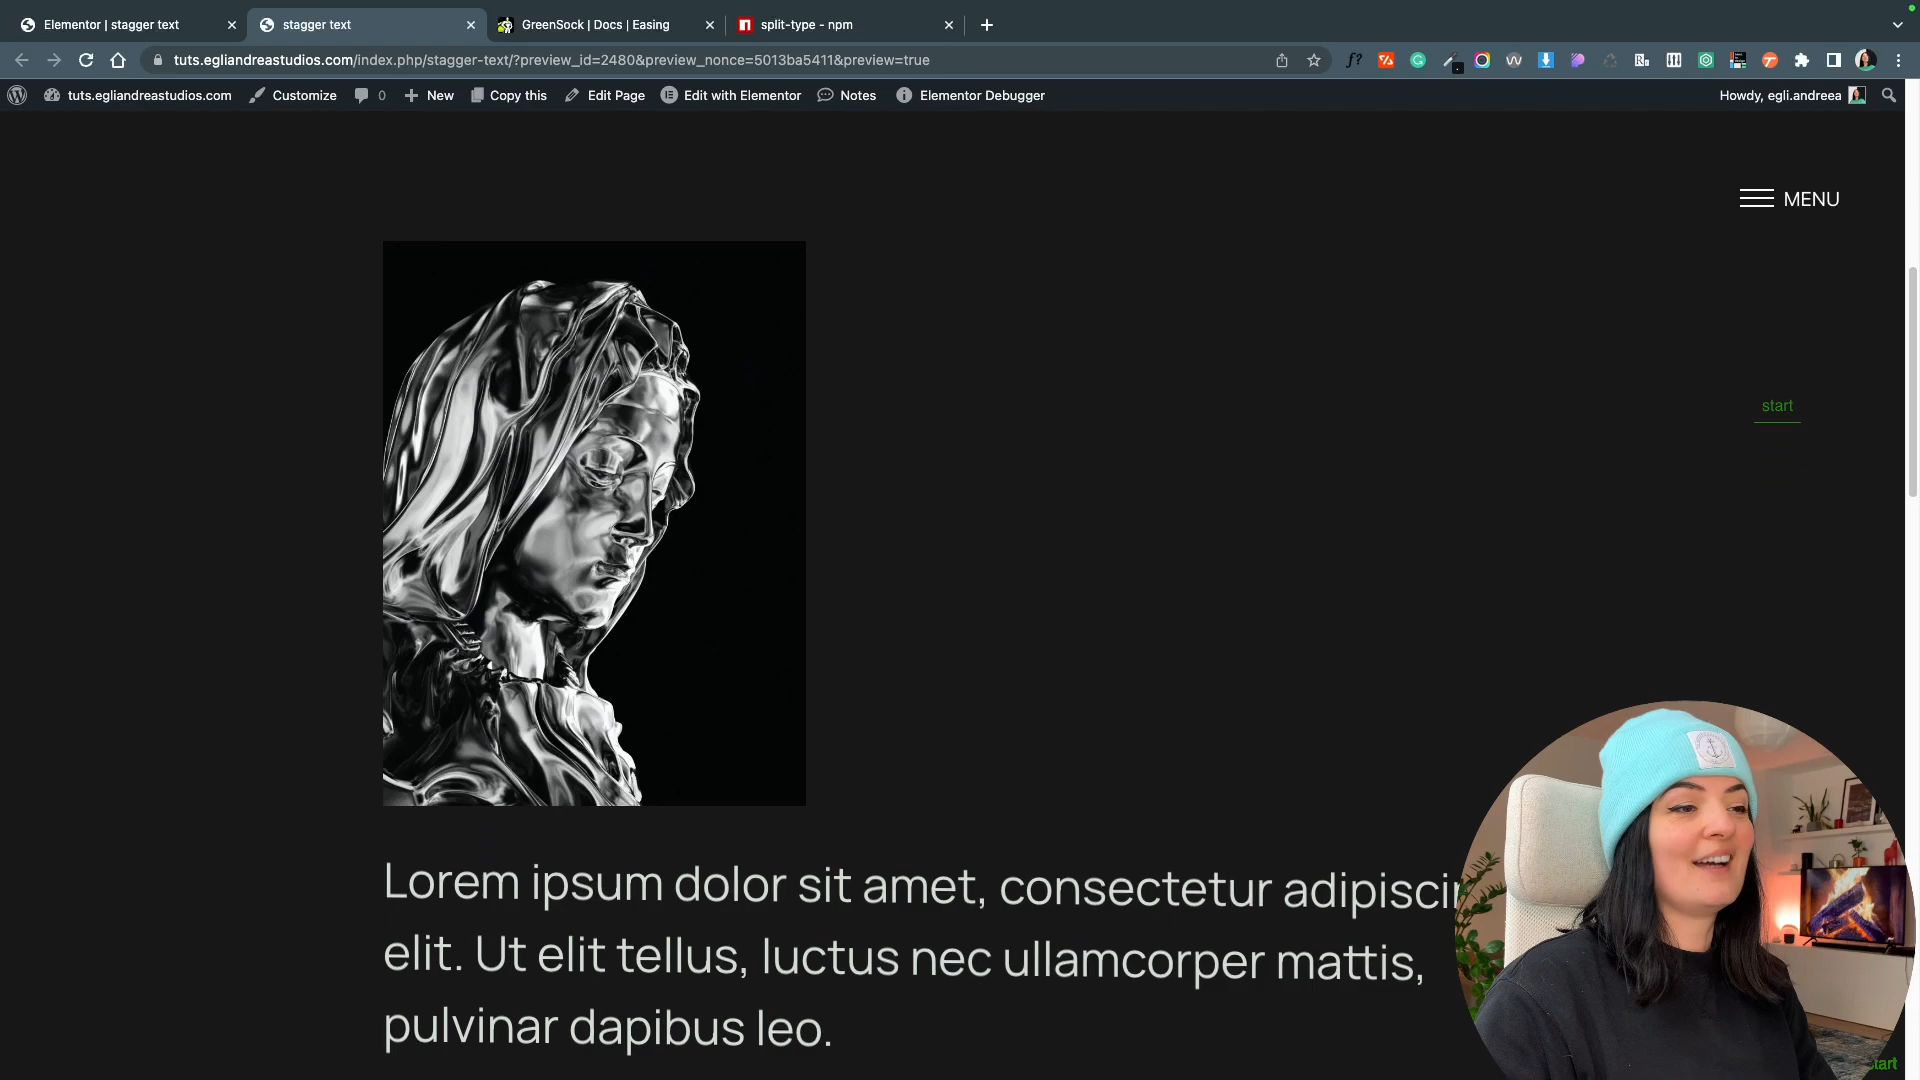 Elementor | stagger text
stagger text
GreenSock | Docs | Easing
split-type - npm
tuts.egliandreastudios.com/index.php/stagger-text/?preview_id=2480&preview_nonce=5013ba5411&preview=true
tuts.egliandreastudios.com
Customize
0
New
Copy this
Edit Page
Edit with Elementor
Notes
Elementor Debugger
Howdy, egli.andreea
MENU
start
Lorem ipsum dolor sit amet, consectetur adipiscin
elit. Ut elit tellus, luctus nec ullamcorper mattis,
pulvinar dapibus leo.
tart